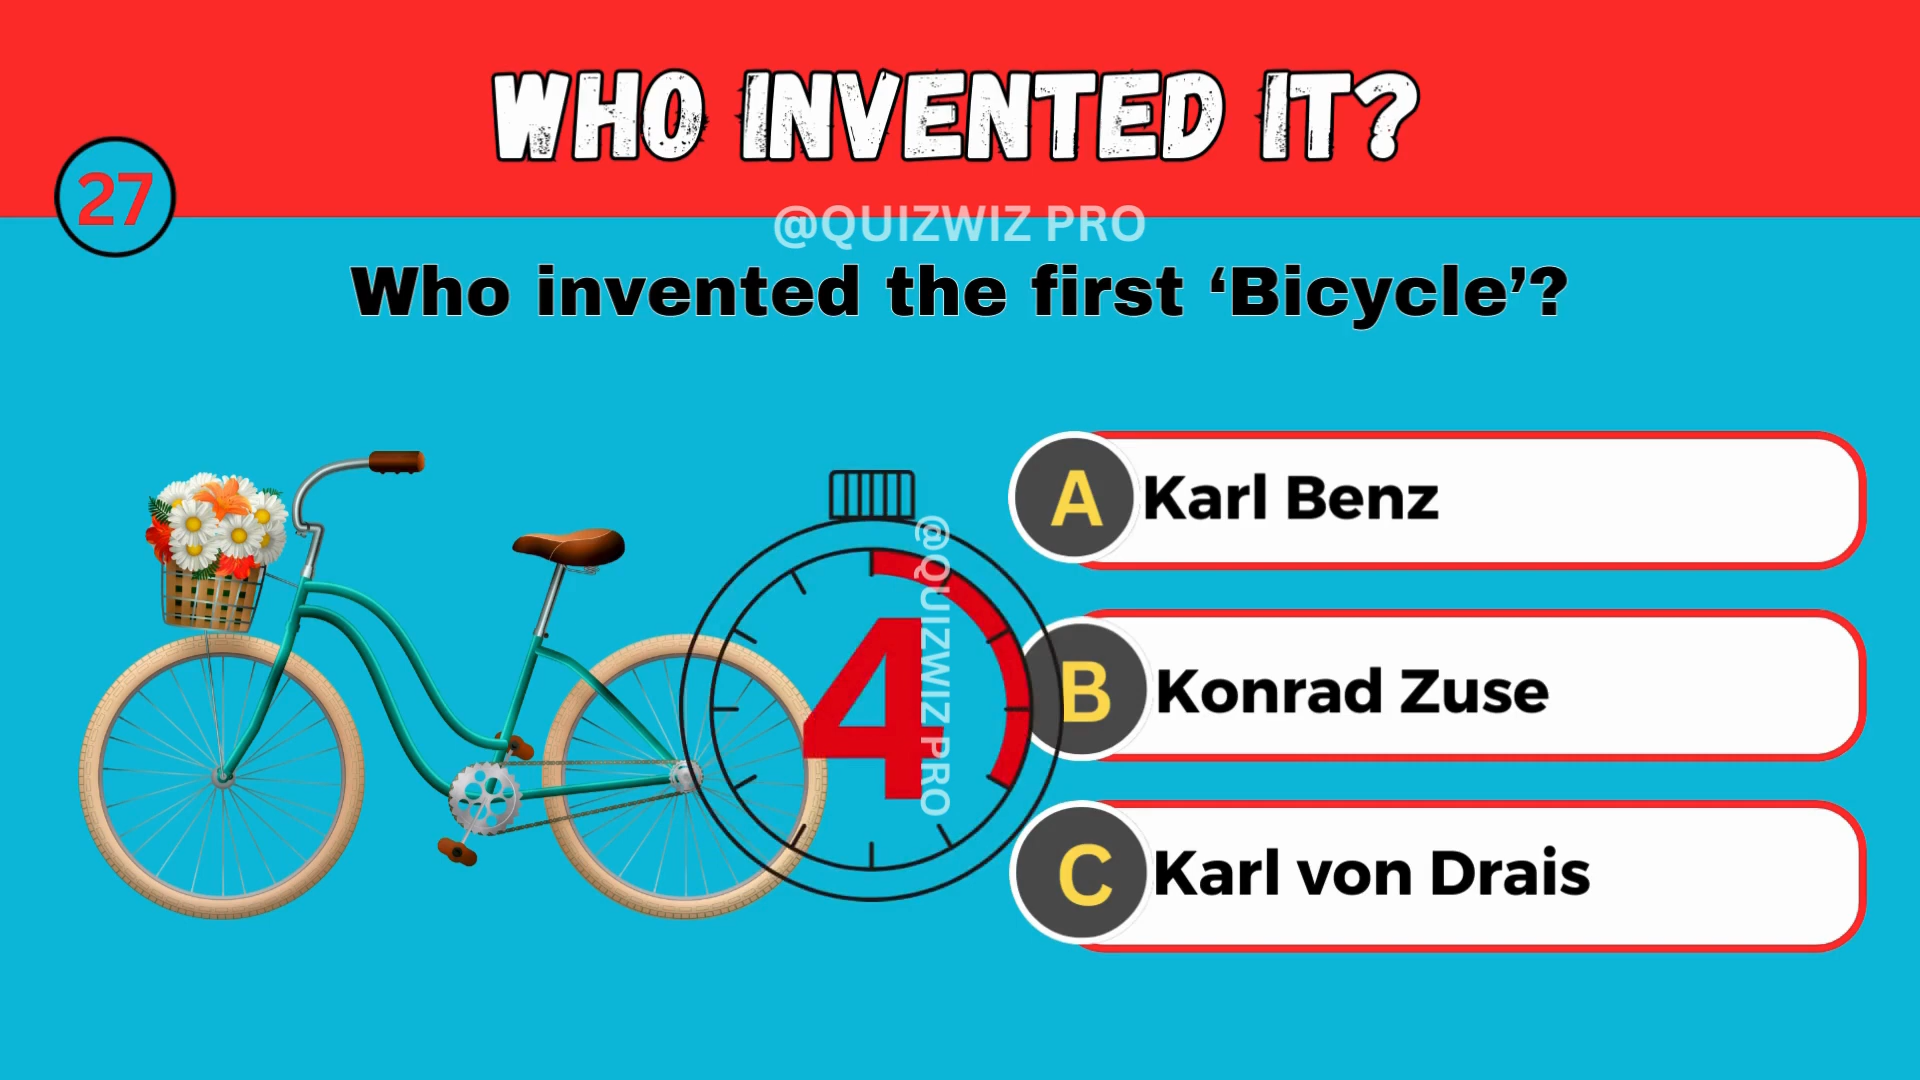 WHO INVENTED IT?
27
@QUIZWIZ PRO
Who invented the first ‘Bicycle’?
A Karl Benz
4
@QUIZWIZ PRO
B Konrad Zuse
C Karl von Drais